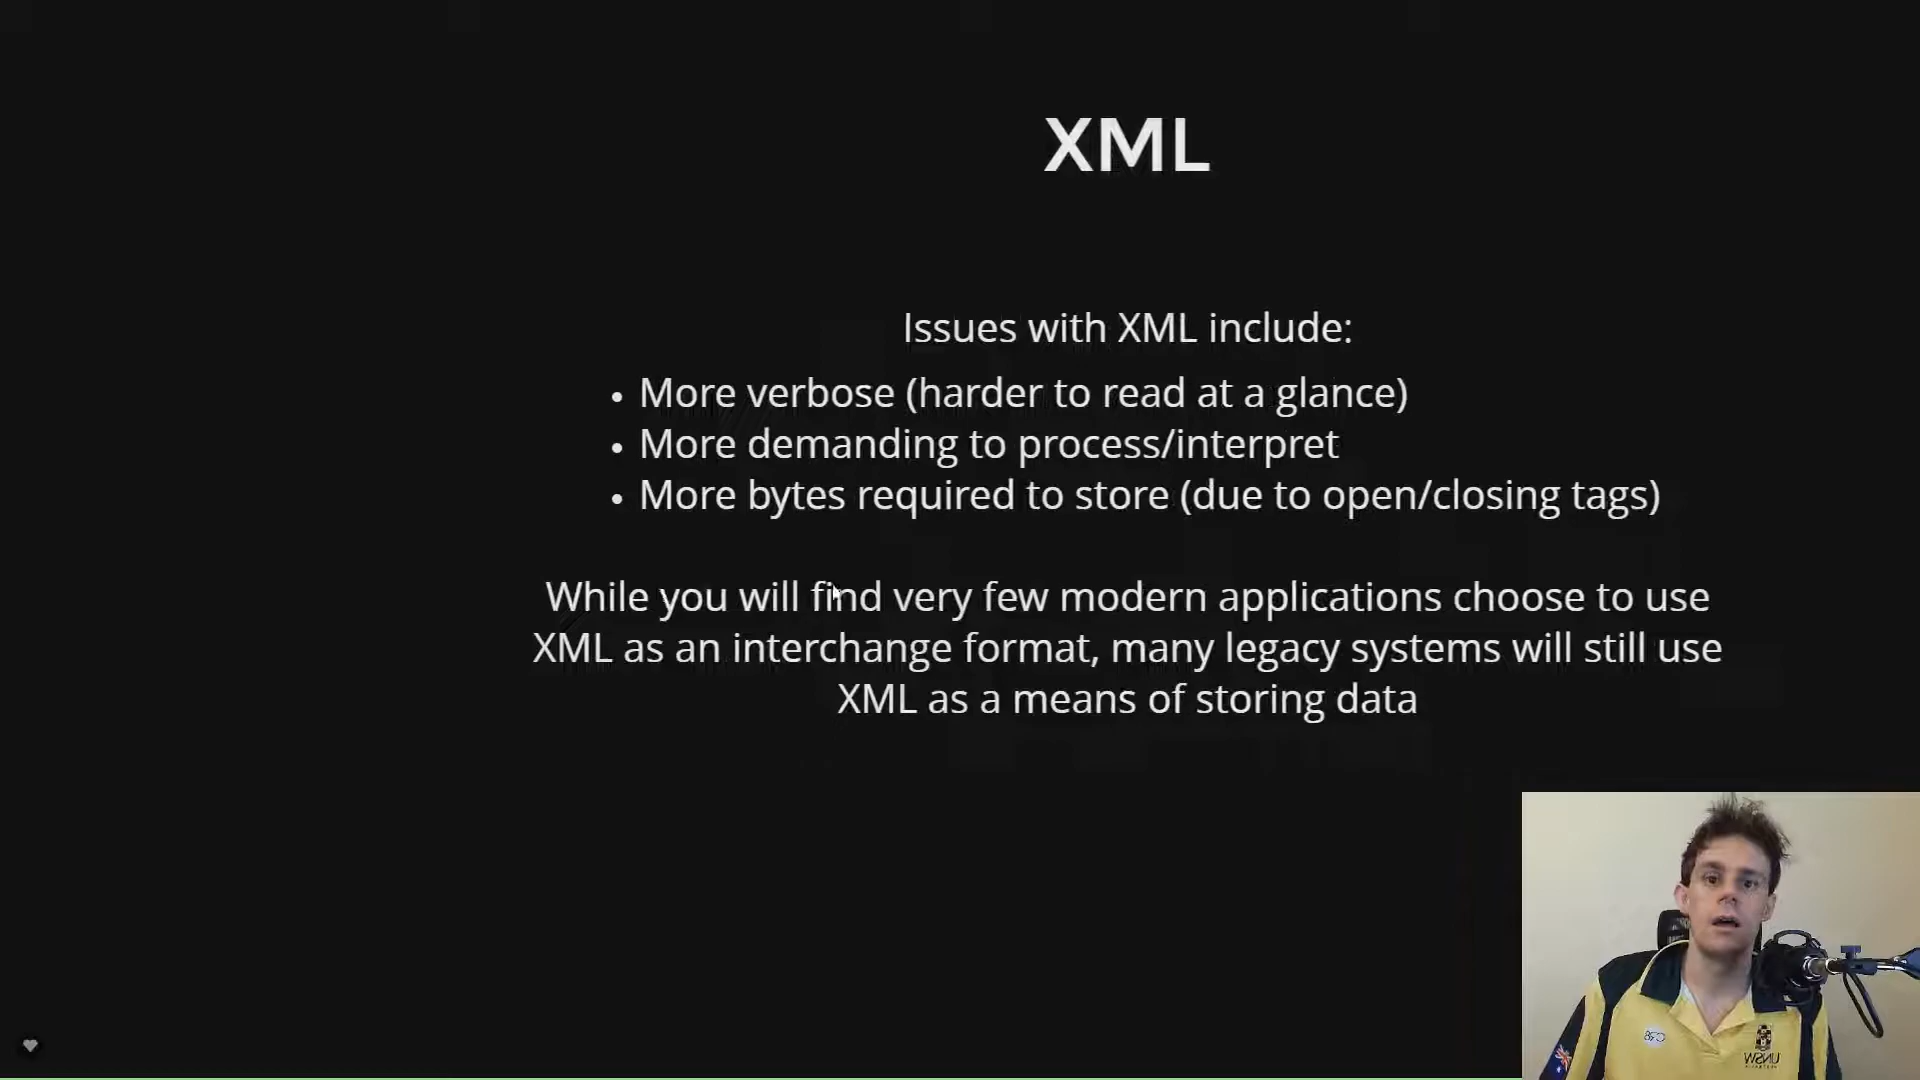 XML
Issues with XML include:
• More verbose (harder to read at a glance)
• More demanding to process/interpret
• More bytes required to store (due to open/closing tags)
While you will find very few modern applications choose to use
XML as an interchange format, many legacy systems will still use
XML as a means of storing data
UNSW